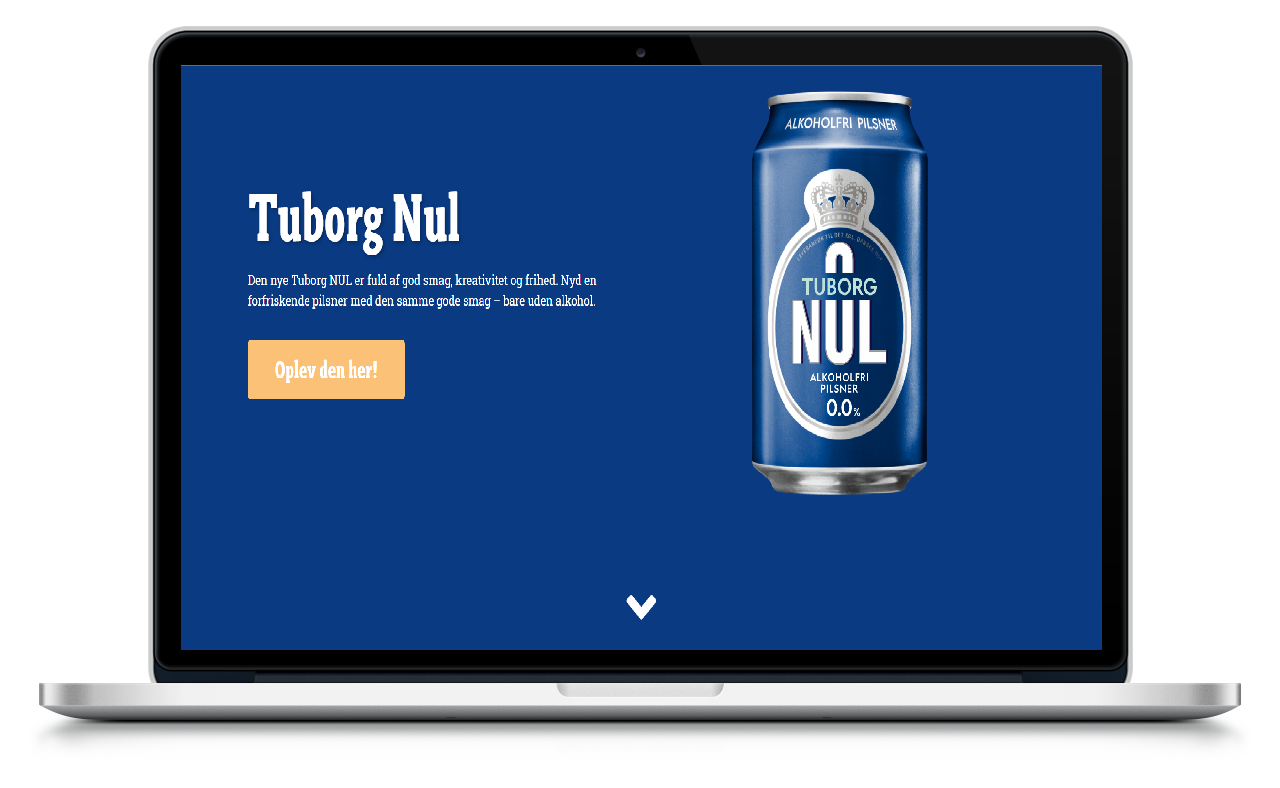 Tuborg Nul
Den nye Tuborg NUL er fuld af god smag, kreativitet og frihed. Nyd en
forfriskende pilsner med den samme gode smag – bare uden alkohol.
Oplev den her!
ALKOHOLFRI PILSNER
TUBORG
NUL
ALKOHOLFRI
PILSNER
0.0%